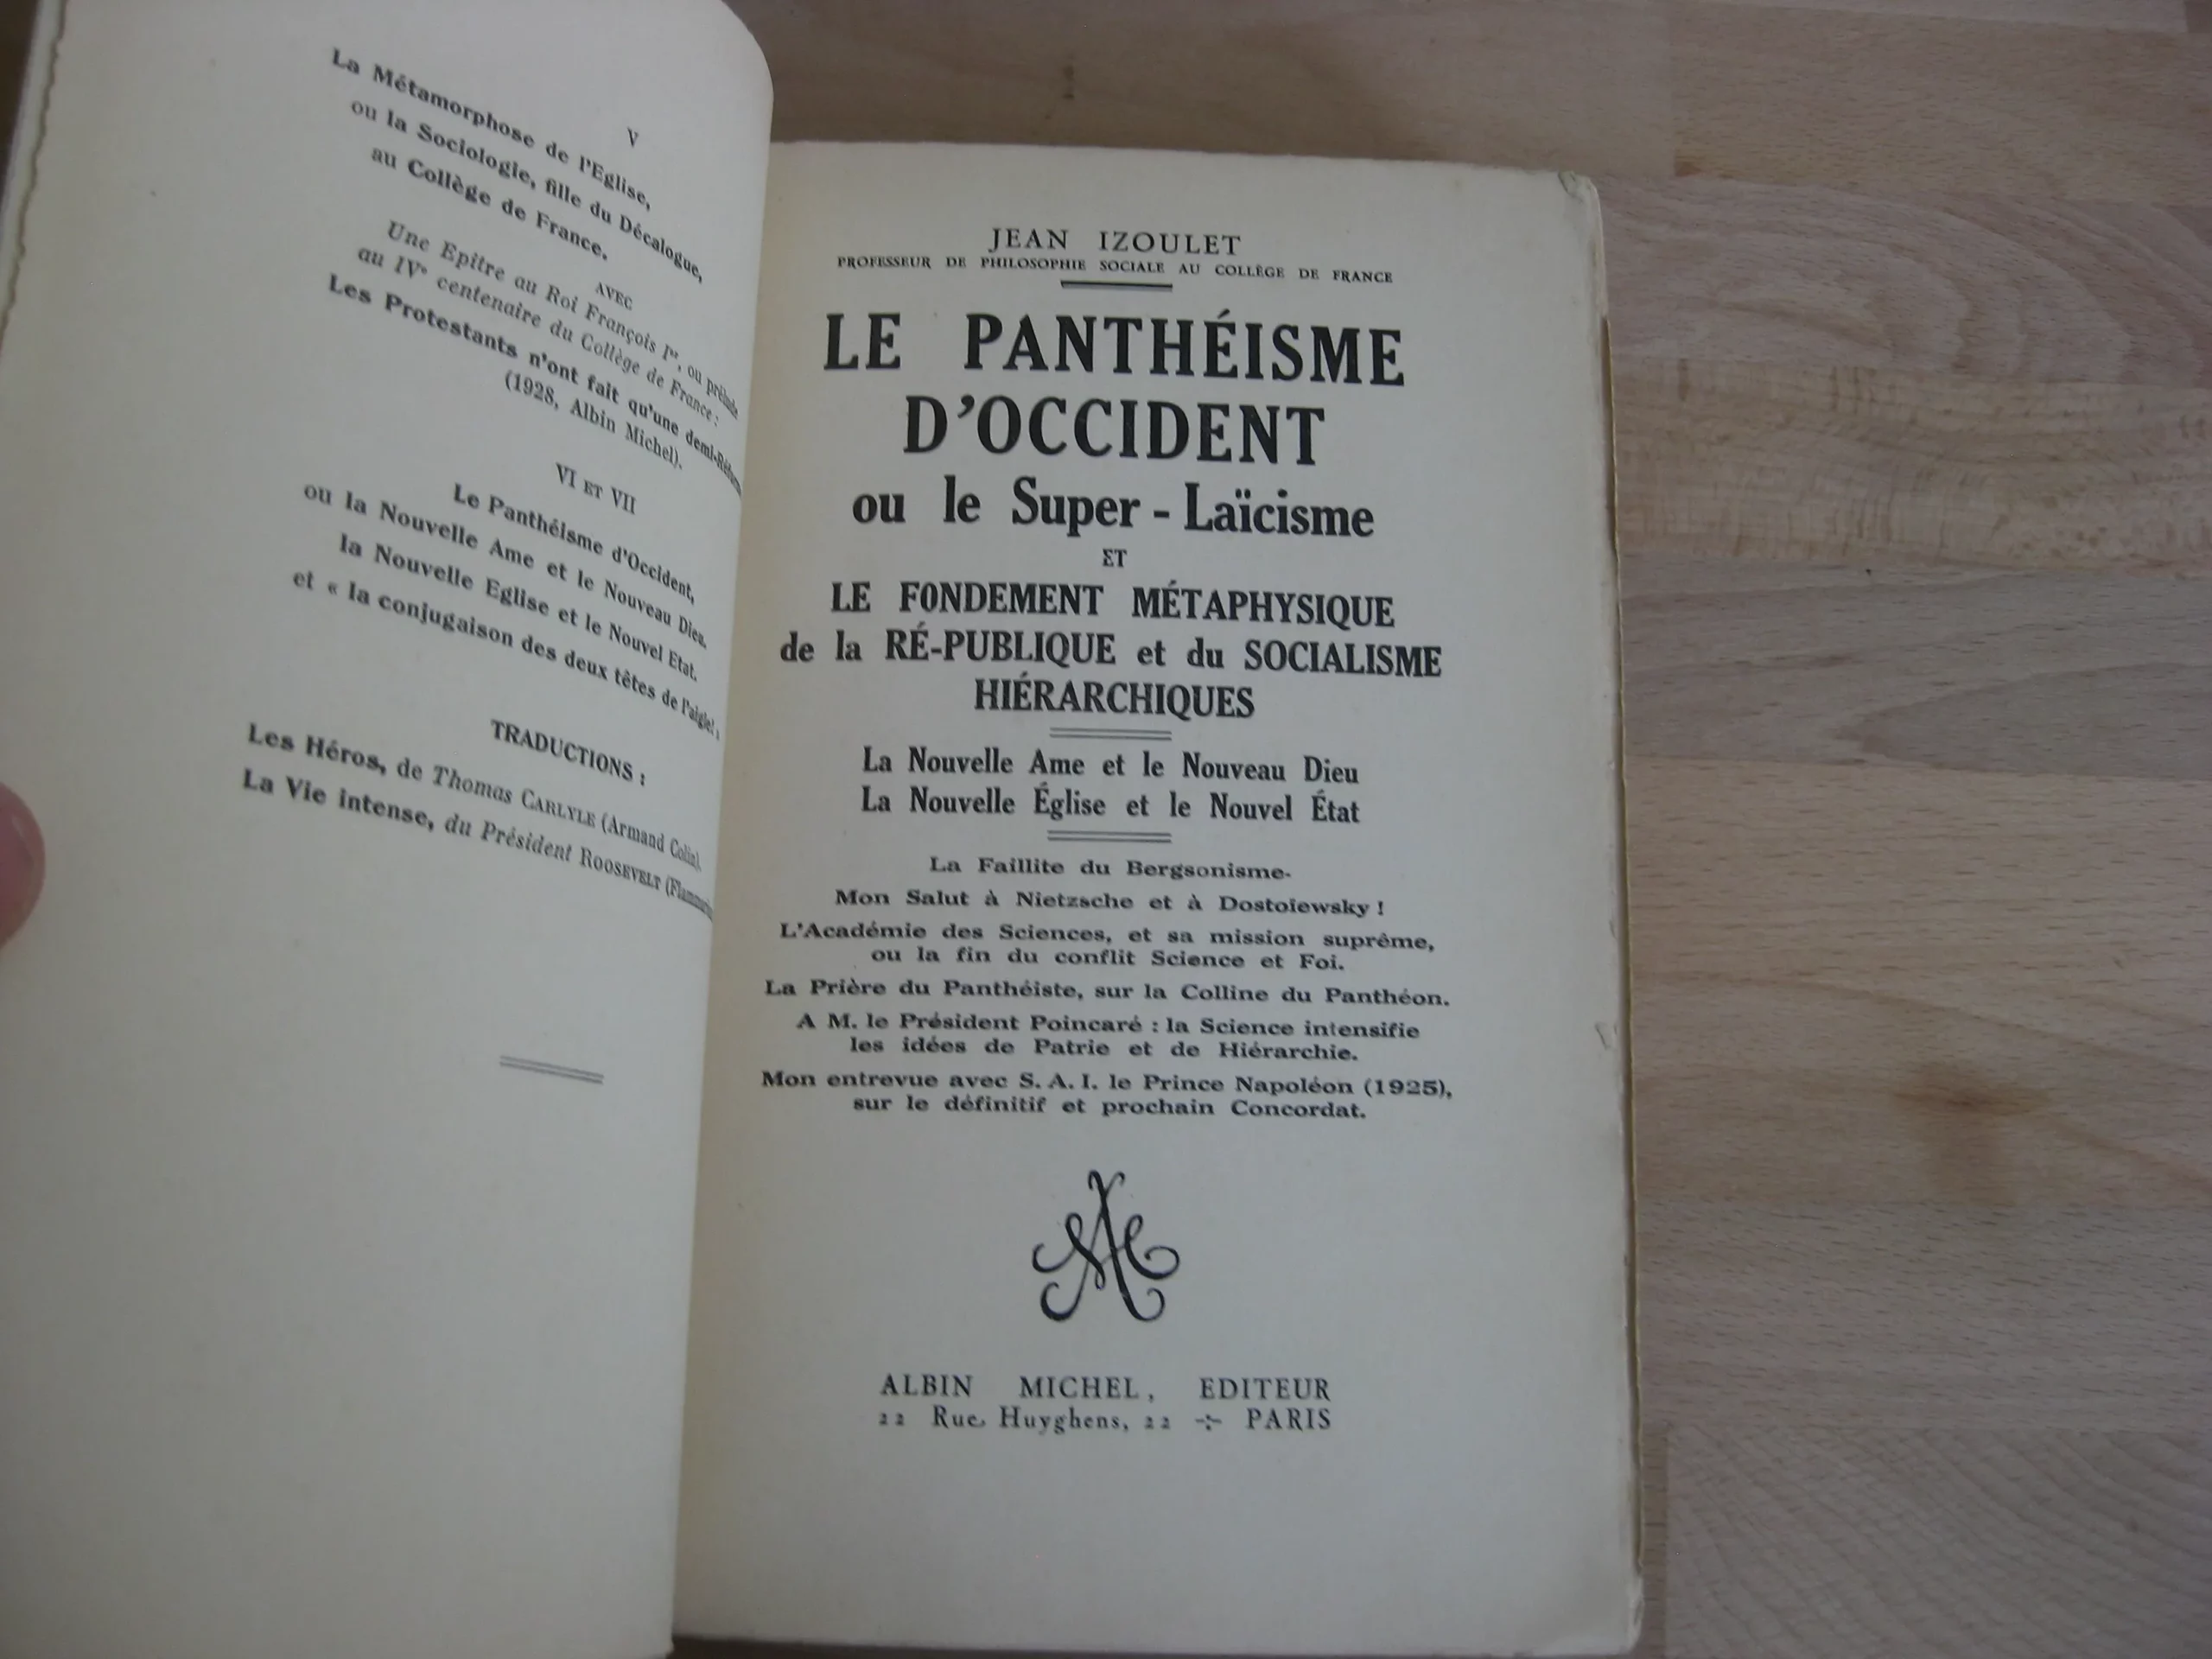 V
La Métamorphose de l'Eglise,
ou la Sociologie, fille du Décalogue,
au Collège de France.
AVEC
Une Epitre au Roi François Iᵉʳ, ou prélude
au IVᵉ centenaire du Collège de France :
Les Protestants n'ont fait qu'une demi-Réforme
(1928, Albin Michel).
VI ET VII
Le Panthéisme d'Occident,
ou la Nouvelle Ame et le Nouveau Dieu,
la Nouvelle Eglise et le Nouvel Etat.
et « la conjugaison des deux têtes de l'aigle! »
TRADUCTIONS :
Les Héros, de Thomas CARLYLE (Armand Colin).
La Vie intense, du Président ROOSEVELT
JEAN IZOULET
PROFESSEUR DE PHILOSOPHIE SOCIALE AU COLLÈGE DE FRANCE
LE PANTHÉISME
D'OCCIDENT
ou le Super-Laïcisme
ET
LE FONDEMENT MÉTAPHYSIQUE
de la RÉ-PUBLIQUE et du SOCIALISME
HIÉRARCHIQUES
La Nouvelle Ame et le Nouveau Dieu
La Nouvelle Église et le Nouvel État
La Faillite du Bergsonisme-
Mon Salut à Nietzsche et à Dostoïewsky !
L'Académie des Sciences, et sa mission suprême,
ou la fin du conflit Science et Foi.
La Prière du Panthéiste, sur la Colline du Panthéon.
A M. le Président Poincaré : la Science intensifie
les idées de Patrie et de Hiérarchie.
Mon entrevue avec S. A. I. le Prince Napoléon (1925),
sur le définitif et prochain Concordat.
ALBIN MICHEL, EDITEUR
22 Rue Huyghens, 22 PARIS